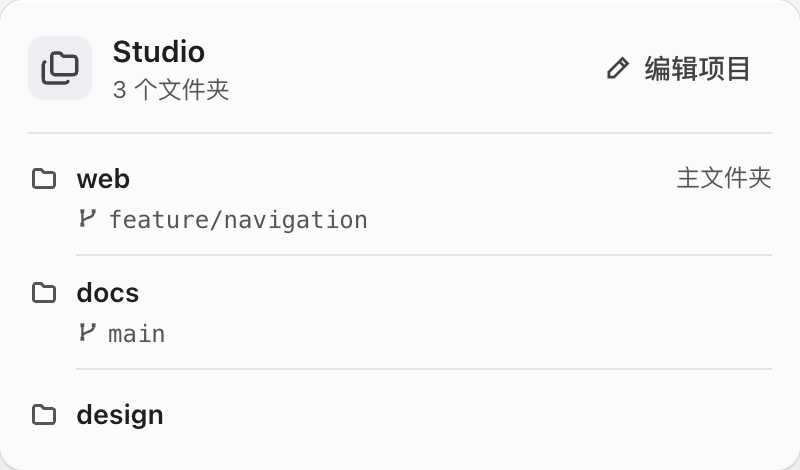 Studio
3 个文件夹
编辑项目
web
主文件夹
feature/navigation
docs
main
design